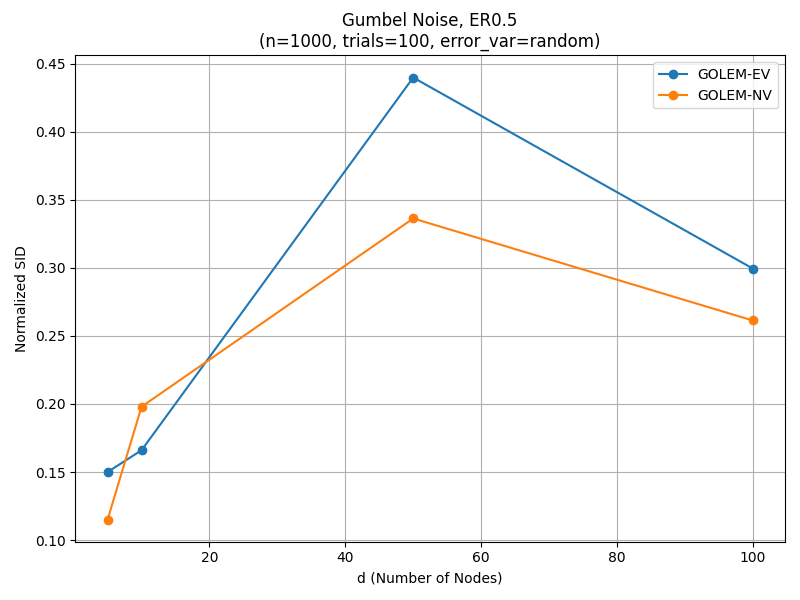 Gumbel Noise, ER0.5
(n=1000, trials=100, error_var=random)
GOLEM-EV
GOLEM-NV
Normalized SID
0.45
0.40
0.35
0.30
0.25
0.20
0.15
0.10
20
40
60
80
100
d (Number of Nodes)